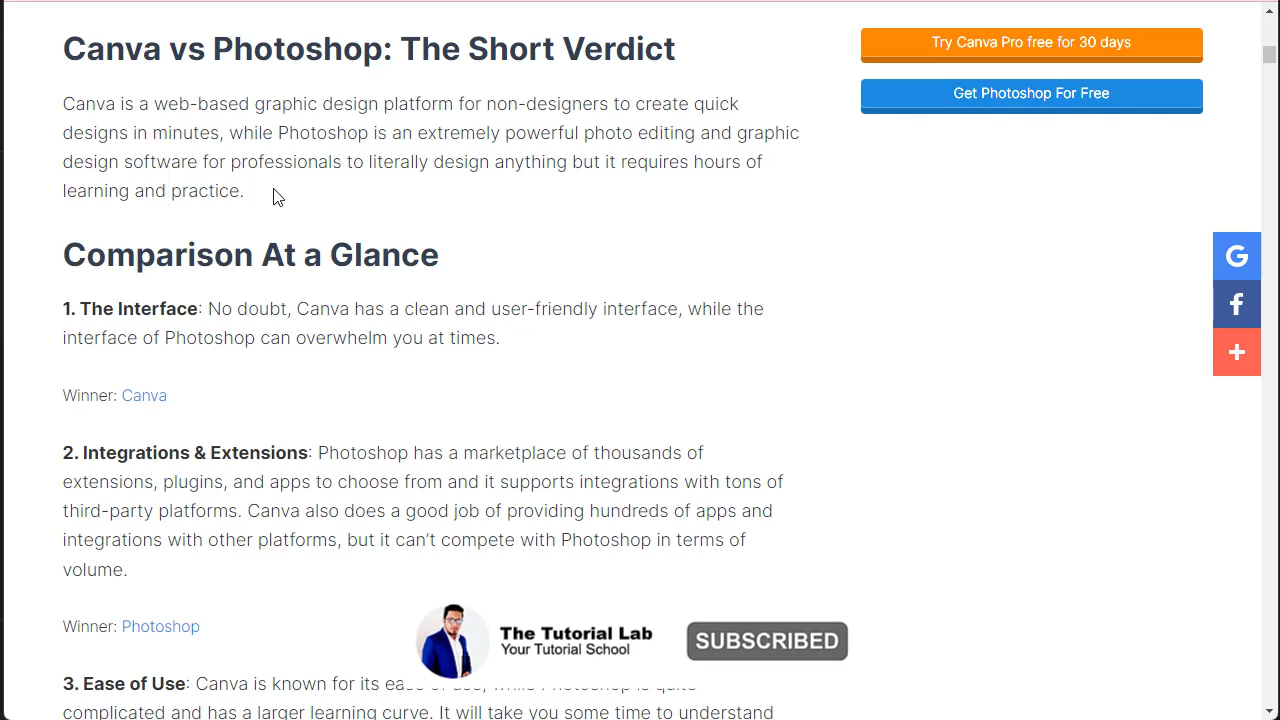 Canva vs Photoshop: The Short Verdict
Try Canva Pro free for 30 days
Get Photoshop For Free
Canva is a web-based graphic design platform for non-designers to create quick
designs in minutes, while Photoshop is an extremely powerful photo editing and graphic
design software for professionals to literally design anything but it requires hours of
learning and practice.
Comparison At a Glance
1. The Interface: No doubt, Canva has a clean and user-friendly interface, while the
interface of Photoshop can overwhelm you at times.
Winner: Canva
2. Integrations & Extensions: Photoshop has a marketplace of thousands of
extensions, plugins, and apps to choose from and it supports integrations with tons of
third-party platforms. Canva also does a good job of providing hundreds of apps and
integrations with other platforms, but it can’t compete with Photoshop in terms of
volume.
Winner: Photoshop
The Tutorial Lab
Your Tutorial School
SUBSCRIBED
3. Ease of Use: Canva is known for its
complicated and has a larger learning curve. It will take you some time to understand